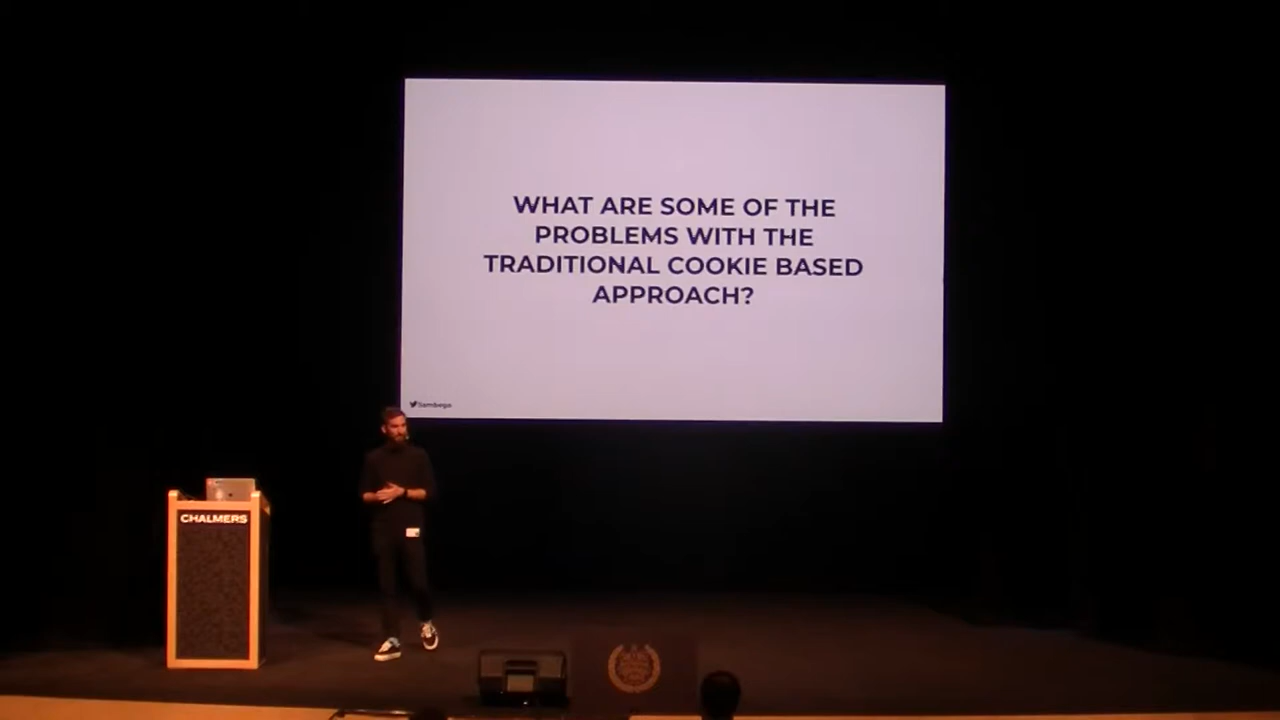 WHAT ARE SOME OF THE
PROBLEMS WITH THE
TRADITIONAL COOKIE BASED
APPROACH?
CHALMERS